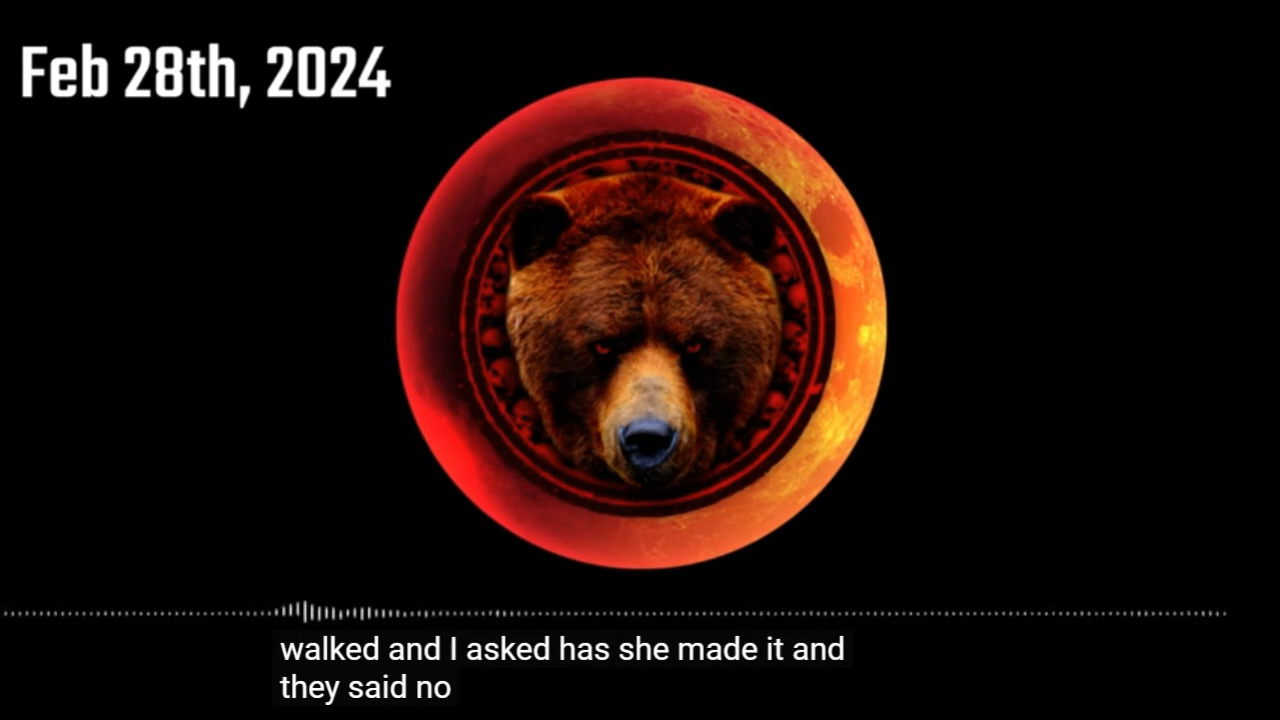 Feb 28th, 2024
walked and I asked has she made it and
they said no